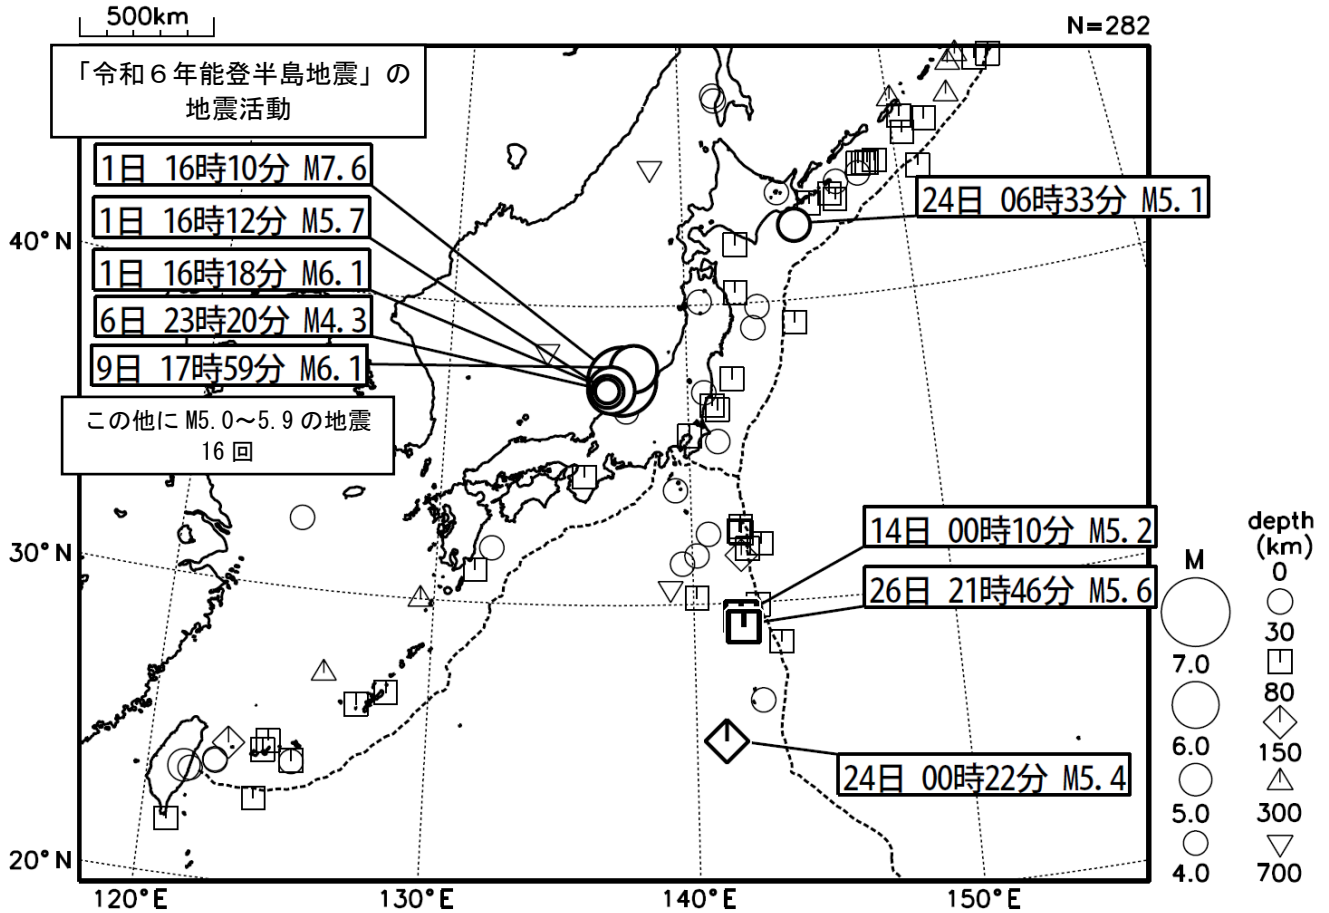 500km
N=282
「令和６年能登半島地震」の
地震活動
1日 16時10分 M7.6
1日 16時12分 M5.7
1日 16時18分 M6.1
6日 23時20分 M4.3
9日 17時59分 M6.1
この他に M5.0～5.9 の地震
16 回
24日 06時33分 M5.1
14日 00時10分 M5.2
26日 21時46分 M5.6
24日 00時22分 M5.4
40°N
30°N
20°N
120°E
130°E
140°E
150°E
M
7.0
6.0
5.0
4.0
depth
(km)
0
30
80
150
300
700